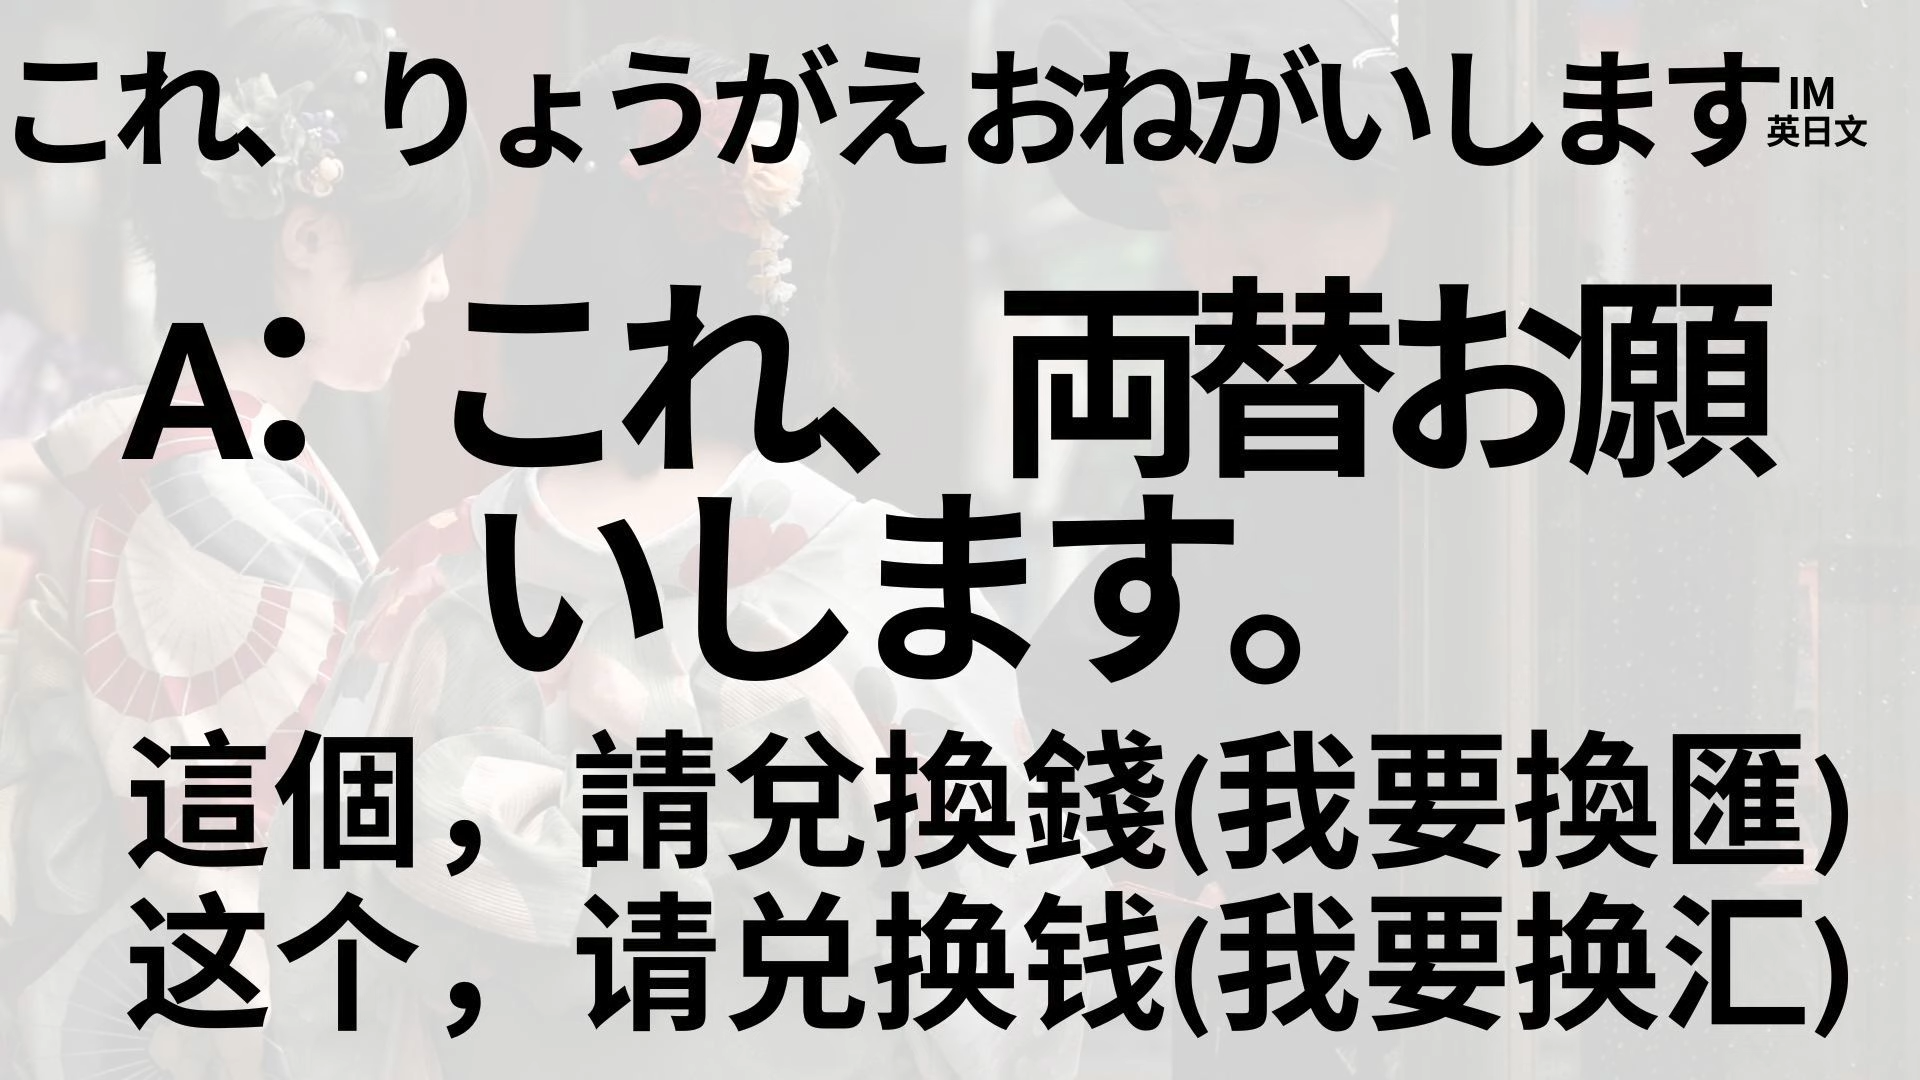 これ、りょうがえおねがいします
IM
英日文
A：これ、両替お願
いします。
這個，請兌換錢(我要換匯)
这个，请兑换钱(我要换汇)